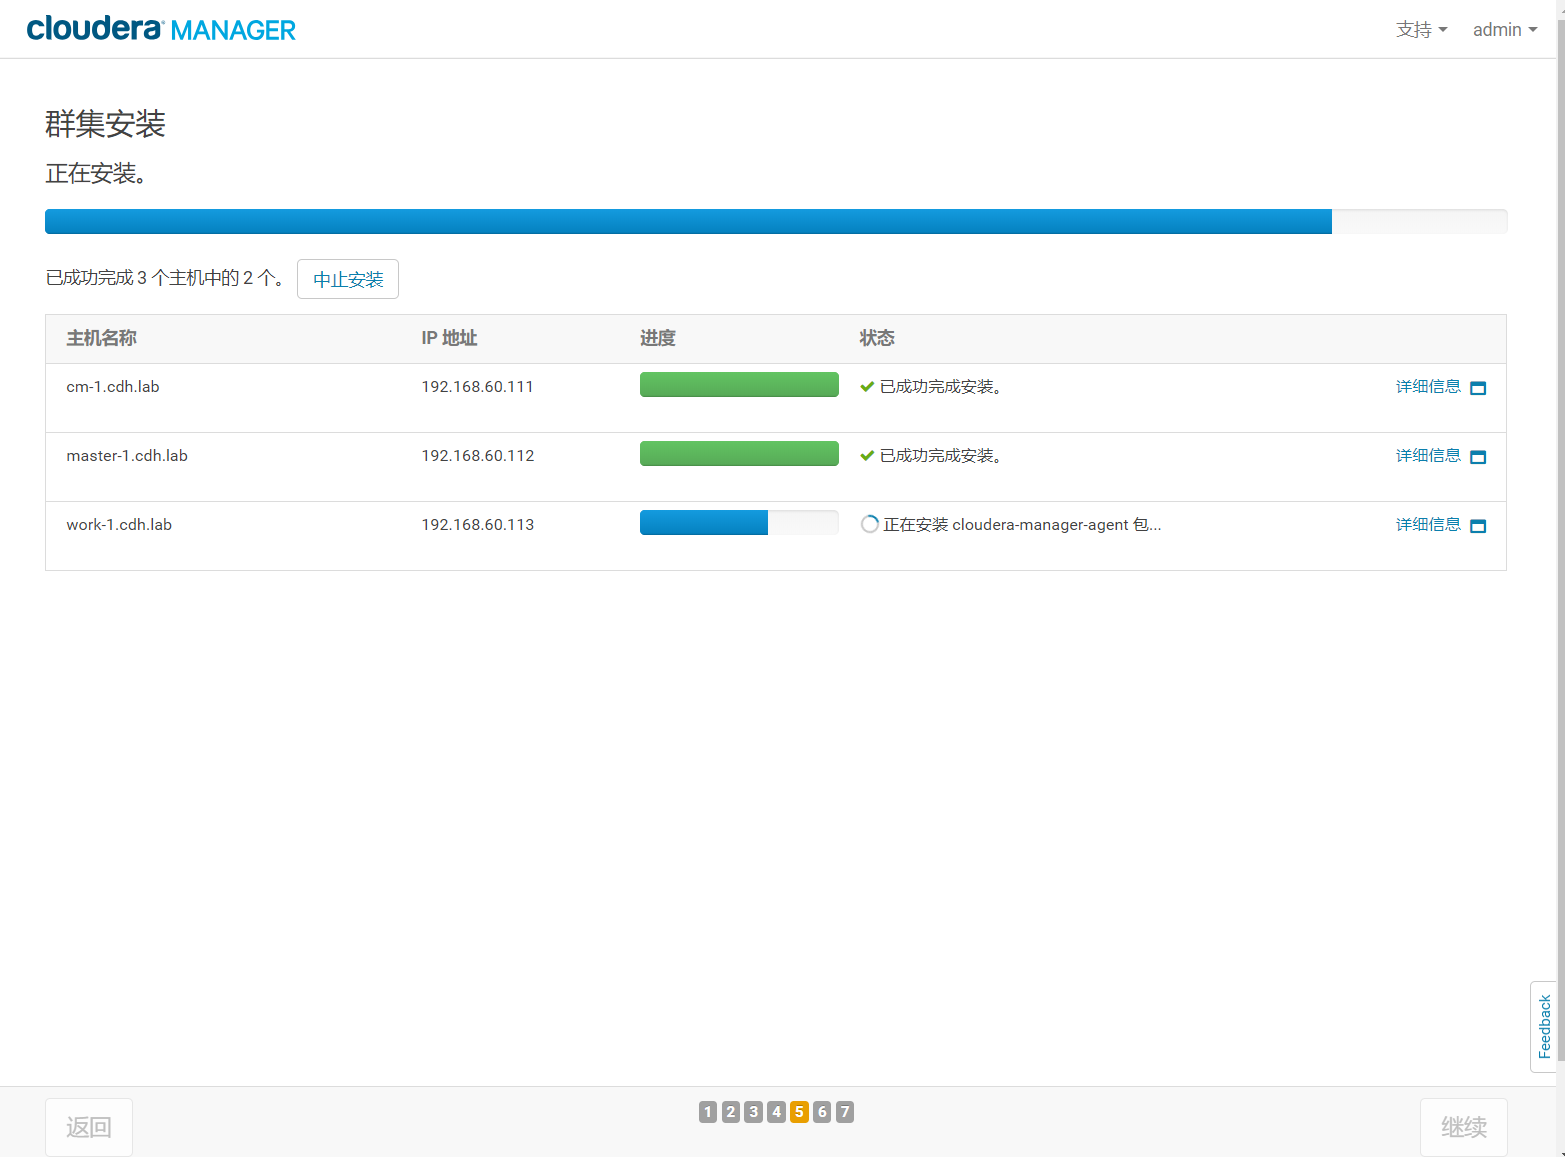 cloudera MANAGER
支持 admin
群集安装
正在安装。
已成功完成 3 个主机中的 2 个。 中止安装
主机名称 IP 地址 进度 状态
cm-1.cdh.lab 192.168.60.111 已成功完成安装。 详细信息
master-1.cdh.lab 192.168.60.112 已成功完成安装。 详细信息
work-1.cdh.lab 192.168.60.113 正在安装 cloudera-manager-agent 包... 详细信息
Feedback
返回 1 2 3 4 5 6 7 继续